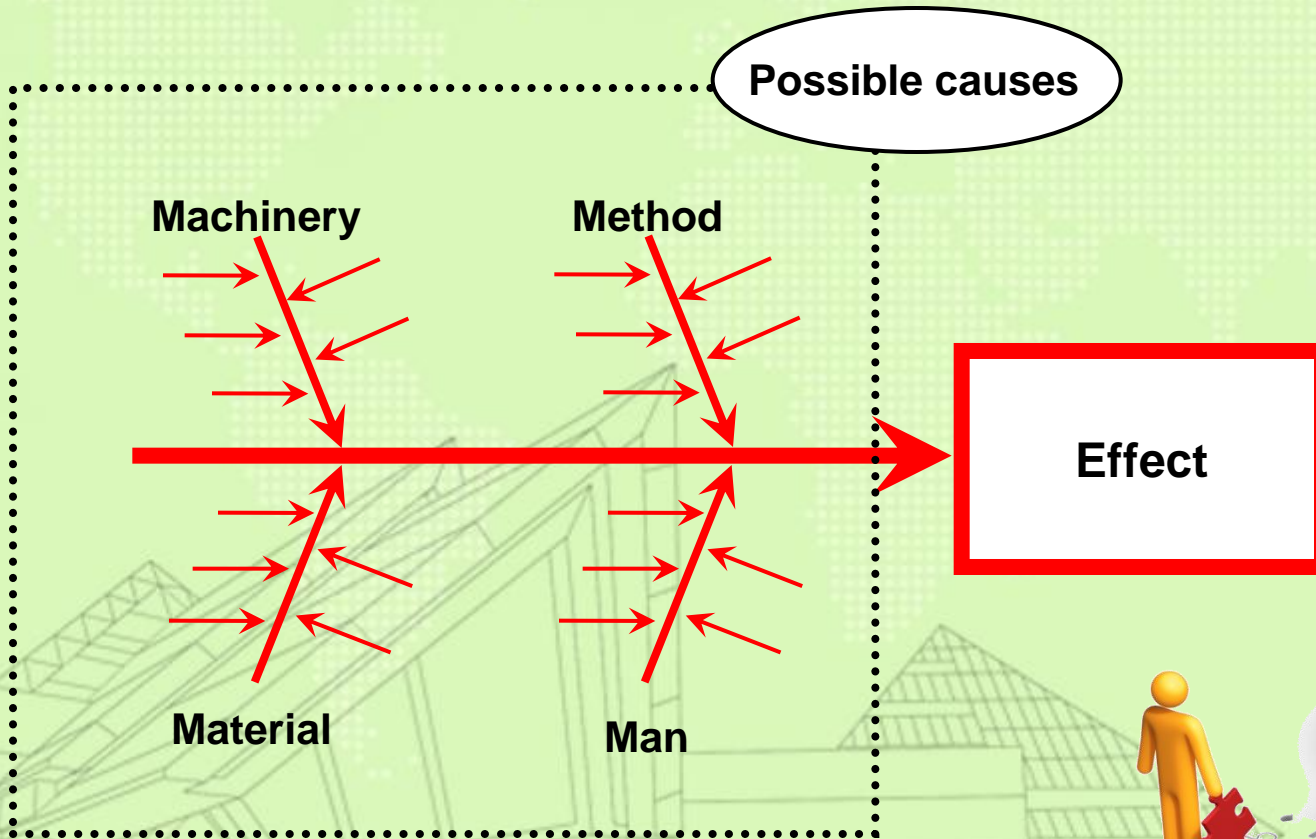 Possible causes
Machinery
Method
Effect
Material
Man